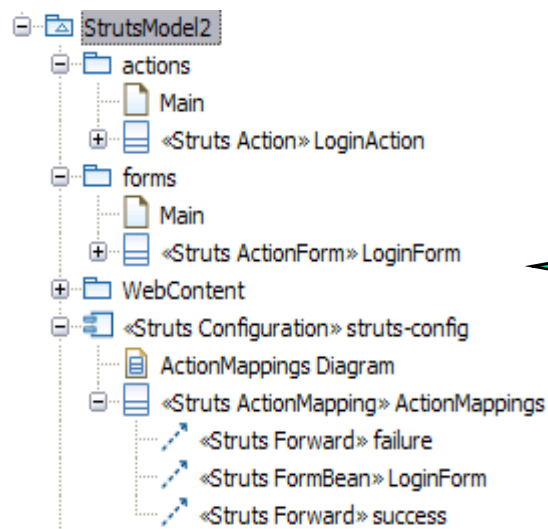 StrutsModel2
actions
Main
«Struts Action» LoginAction
forms
Main
«Struts ActionForm» LoginForm
WebContent
«Struts Configuration» struts-config
ActionMappings Diagram
«Struts ActionMapping» ActionMappings
«Struts Forward» failure
«Struts FormBean» LoginForm
«Struts Forward» success